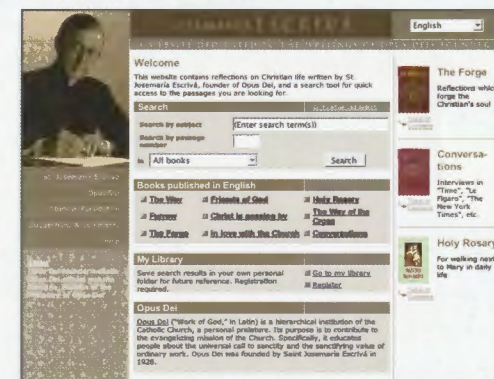 English
Welcome
This website contains reflections on Christian life written by St.
Josemaría Escrivá, founder of Opus Dei, and a search tool for quick
access to the passages you are looking for.
Search
Search by subject
(Enter search term(s))
Search by passage
number
in
All books
Search
Books published in English
The Way
Friends of God
Holy Rosary
Furrow
Christ is passing by
The Way of the
Cross
The Forge
In love with the Church
Conversations
My Library
Save search results in your own personal
folder for future reference. Registration
required.
Go to my library
Register
Opus Dei
Opus Dei ("Work of God," in Latin) is a hierarchical institution of the
Catholic Church, a personal prelature. Its purpose is to contribute to
the evangelizing mission of the Church. Specifically, it educates
people about the universal call to sanctity and the sanctifying value of
ordinary work. Opus Dei was founded by Saint Josemaría Escrivá in
1928.
The Forge
Reflections which
forge the
Christian's soul
Conversa-
tions
Interviews in
"Time", "Le
Figaro", "The
New York
Times", etc.
Holy Rosary
For walking next
to Mary in daily
life